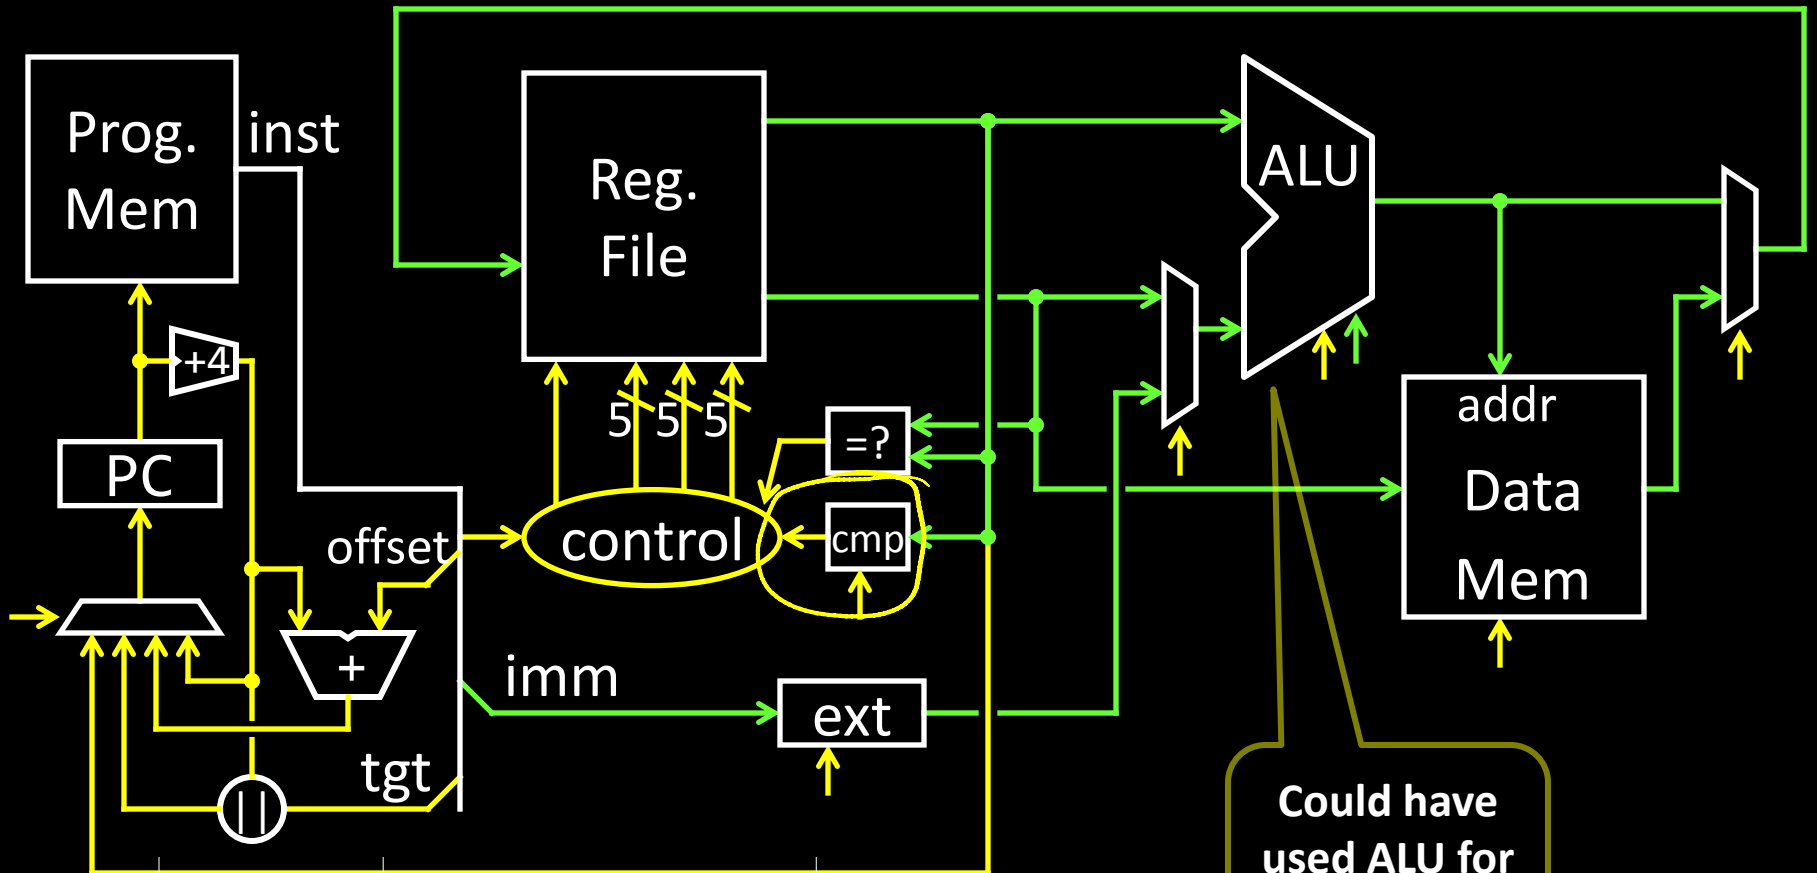 Prog.
Mem
inst
Reg.
File
ALU
+4
5 5 5
=?
addr
PC
Data
offset
control
cmp
Mem
+
imm
ext
tgt
||
Could have
used ALU for